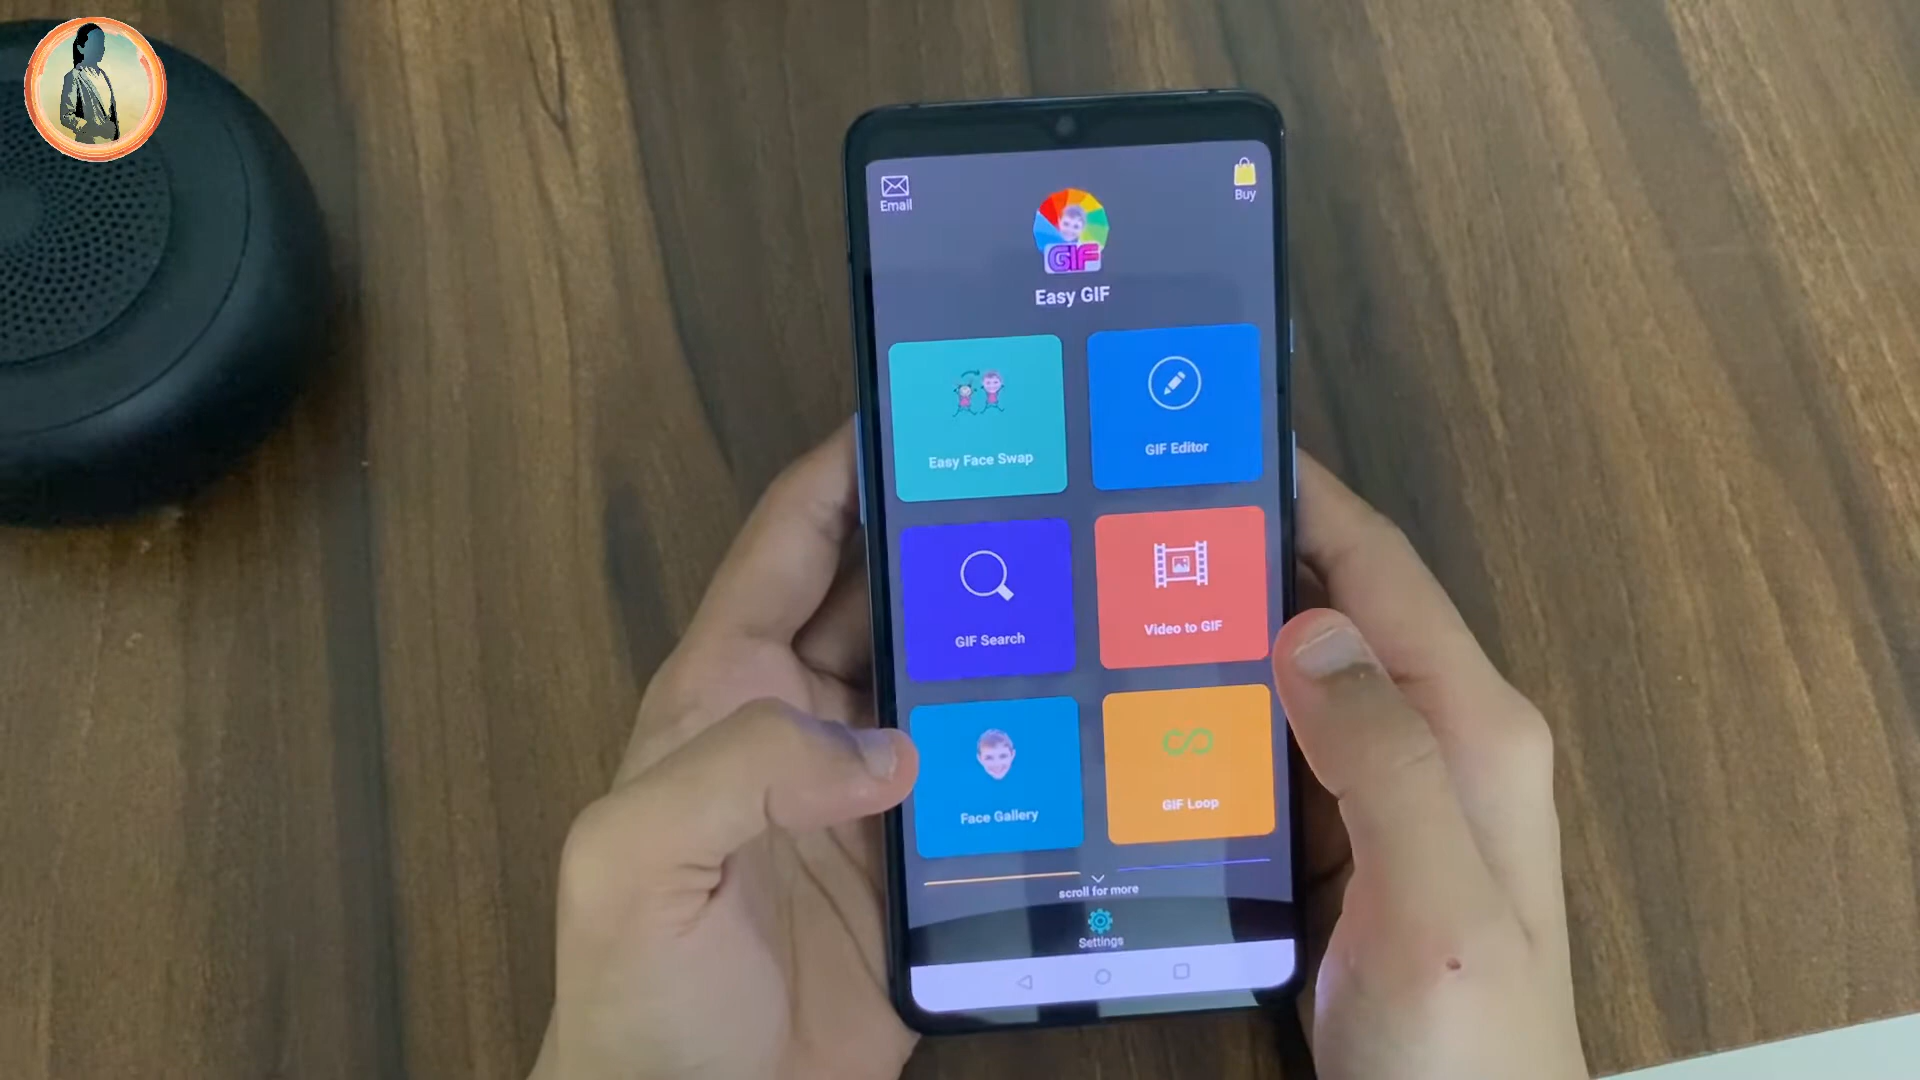 Email
Buy
GIF
Easy GIF
Easy Face Swap
GIF Editor
GIF Search
Video to GIF
Face Gallery
GIF Loop
scroll for more
Settings